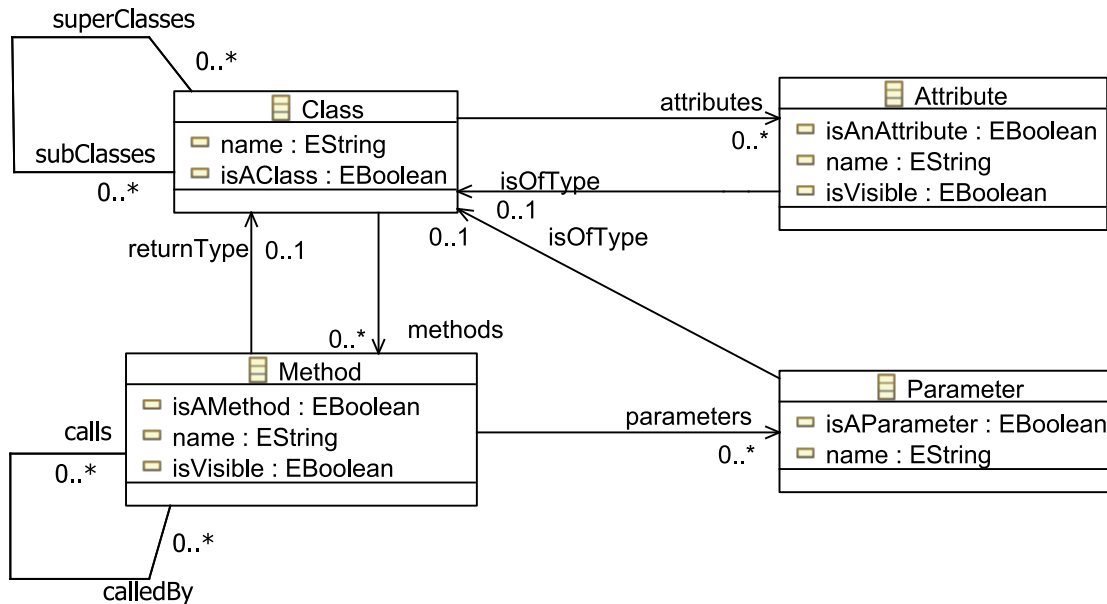 superClasses
0..*
Class
name : EString
isAClass : EBoolean
subClasses
0..*
attributes
0..*
Attribute
isAnAttribute : EBoolean
name : EString
isVisible : EBoolean
isOfType
0..1
0..1
isOfType
returnType
0..1
0..*
methods
Method
isAMethod : EBoolean
name : EString
isVisible : EBoolean
calls
0..*
0..*
calledBy
parameters
0..*
Parameter
isAParameter : EBoolean
name : EString